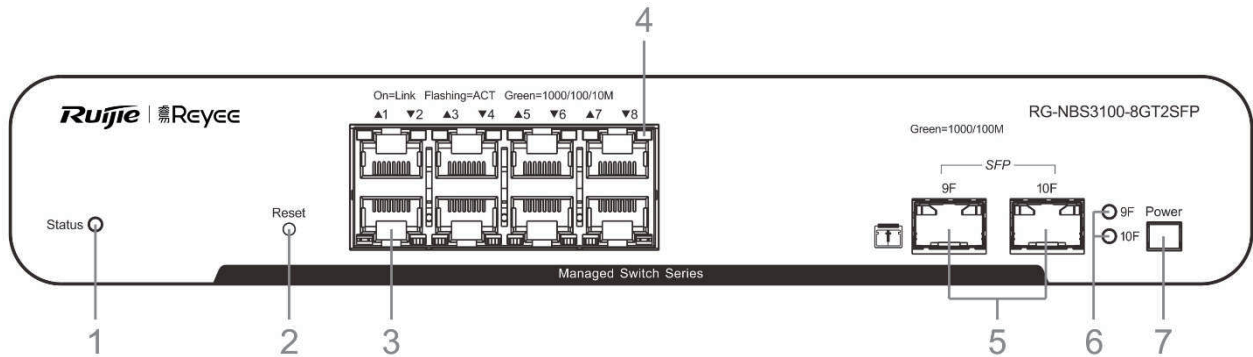 4
On=Link Flashing=ACT Green=1000/100/10M
▲1 ▼2 ▲3 ▼4 ▲5 ▼6 ▲7 ▼8
Ruijie | Reyee
RG-NBS3100-8GT2SFP
Green=1000/100M
SFP
9F 10F
Status
Reset
9F
10F
Power
Managed Switch Series
1 2 3 5 6 7